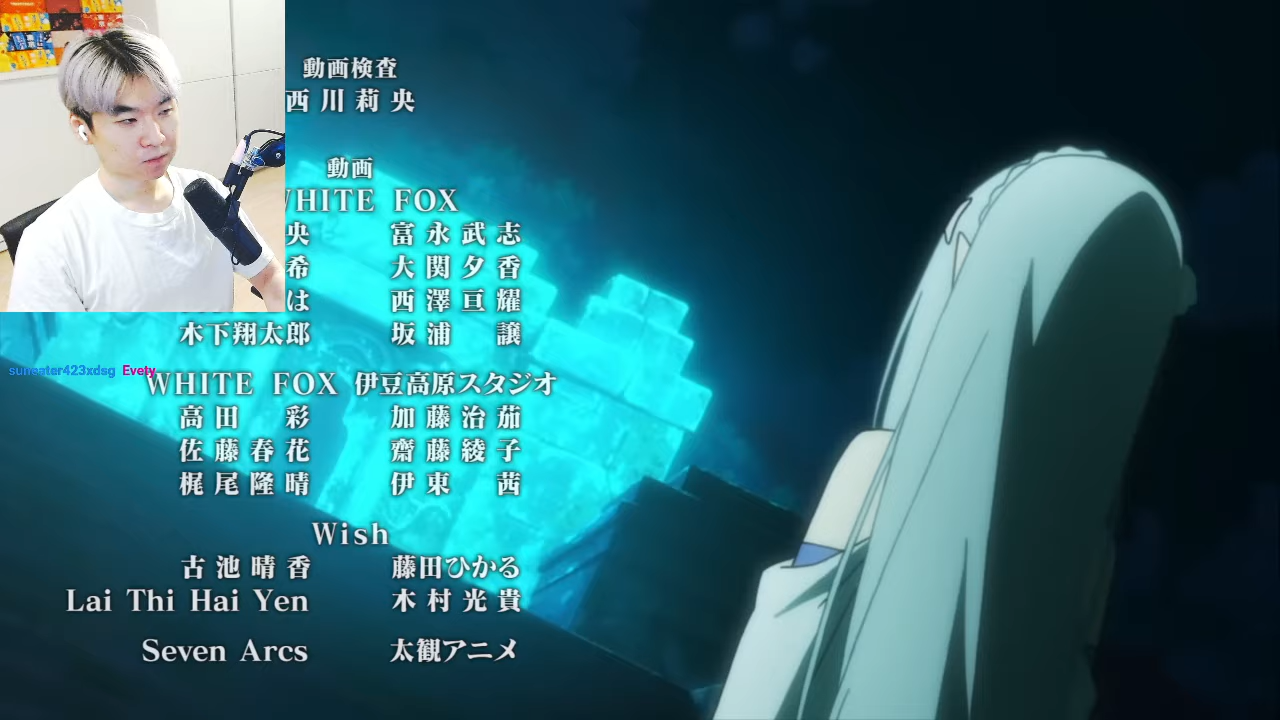 動画検査
西川莉央
動画
WHITE FOX
央 富永武志
希 大関夕香
は 西澤亘耀
木下翔太郎 坂浦 譲
suneater423xdsg Evety
WHITE FOX 伊豆高原スタジオ
高田 彩 加藤治茄
佐藤春花 齋藤綾子
梶尾隆晴 伊東 茜
Wish
古池晴香 藤田ひかる
Lai Thi Hai Yen 木村光貴
Seven Arcs 太観アニメ